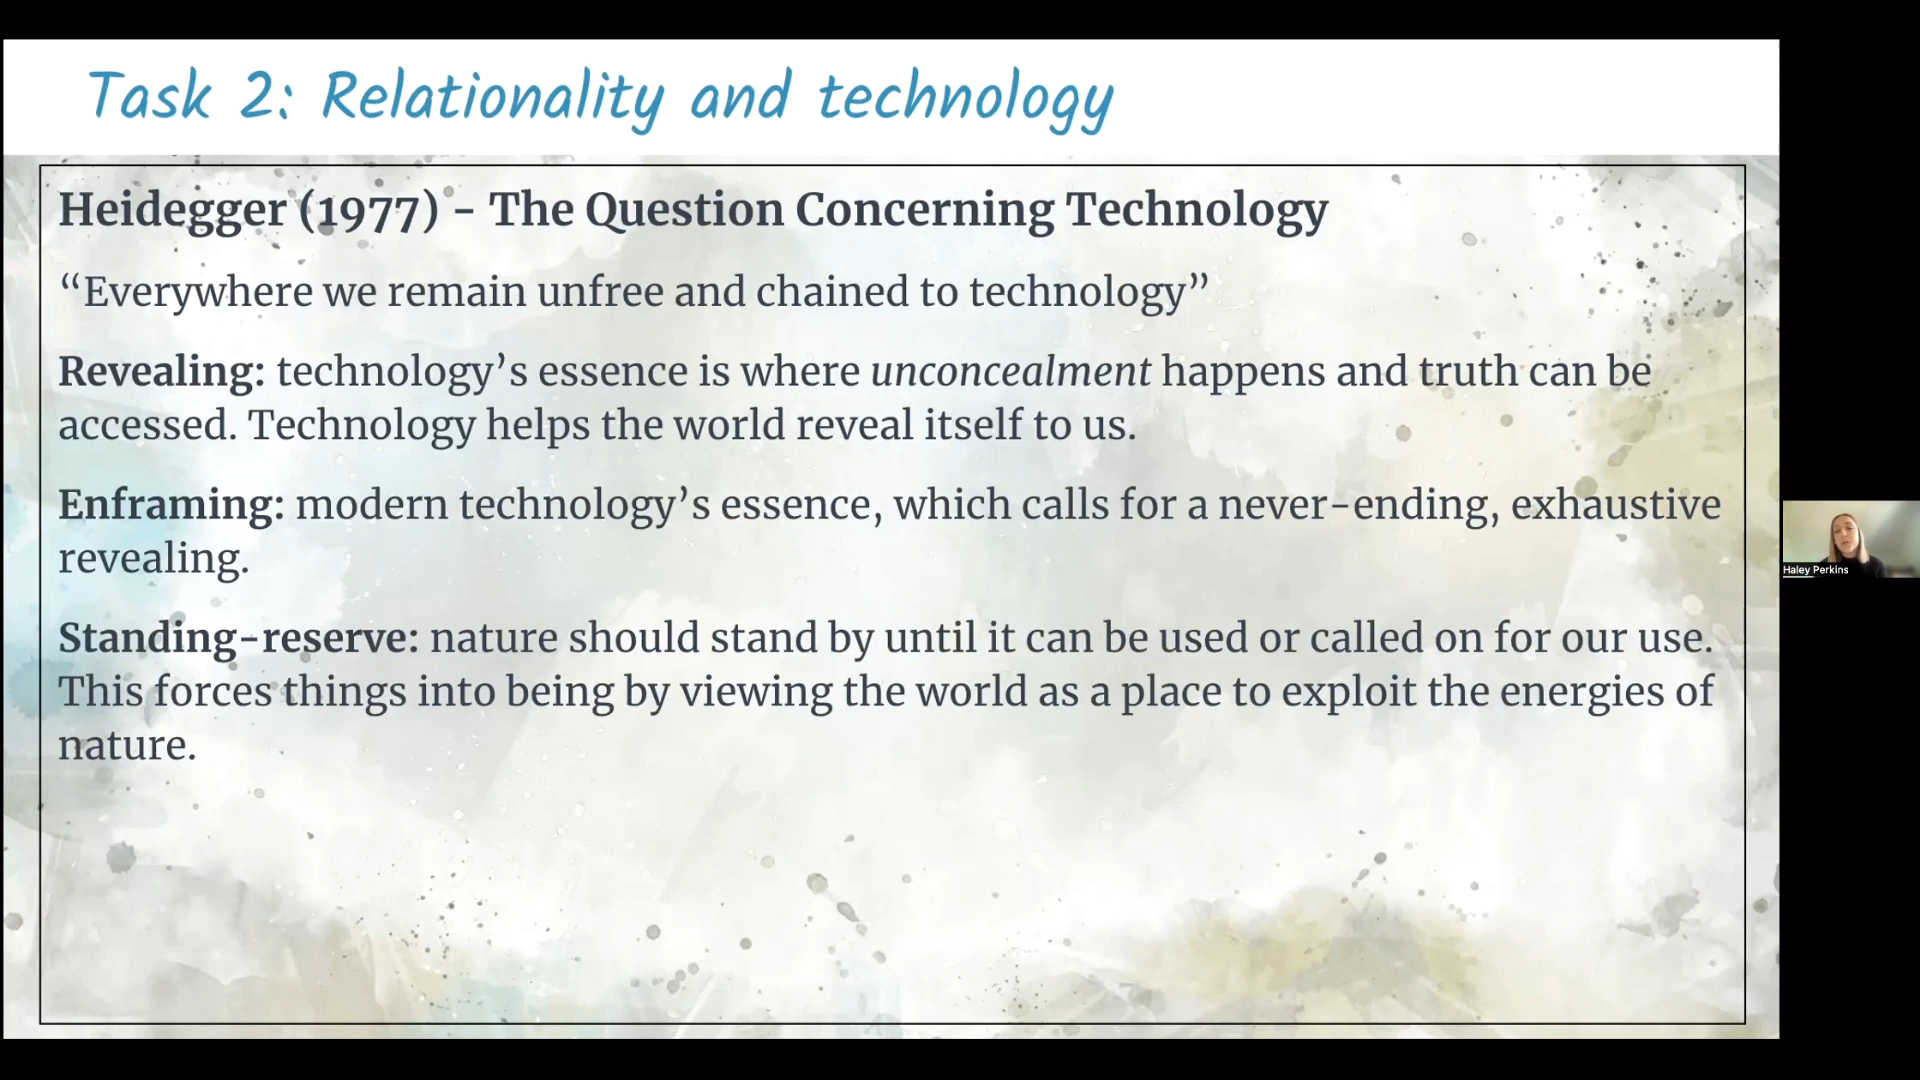 Task 2: Relationality and technology
Heidegger (1977) - The Question Concerning Technology
“Everywhere we remain unfree and chained to technology”
Revealing: technology’s essence is where unconcealment happens and truth can be
accessed. Technology helps the world reveal itself to us.
Enframing: modern technology’s essence, which calls for a never-ending, exhaustive
revealing.
Standing-reserve: nature should stand by until it can be used or called on for our use.
This forces things into being by viewing the world as a place to exploit the energies of
nature.
Haley Perkins